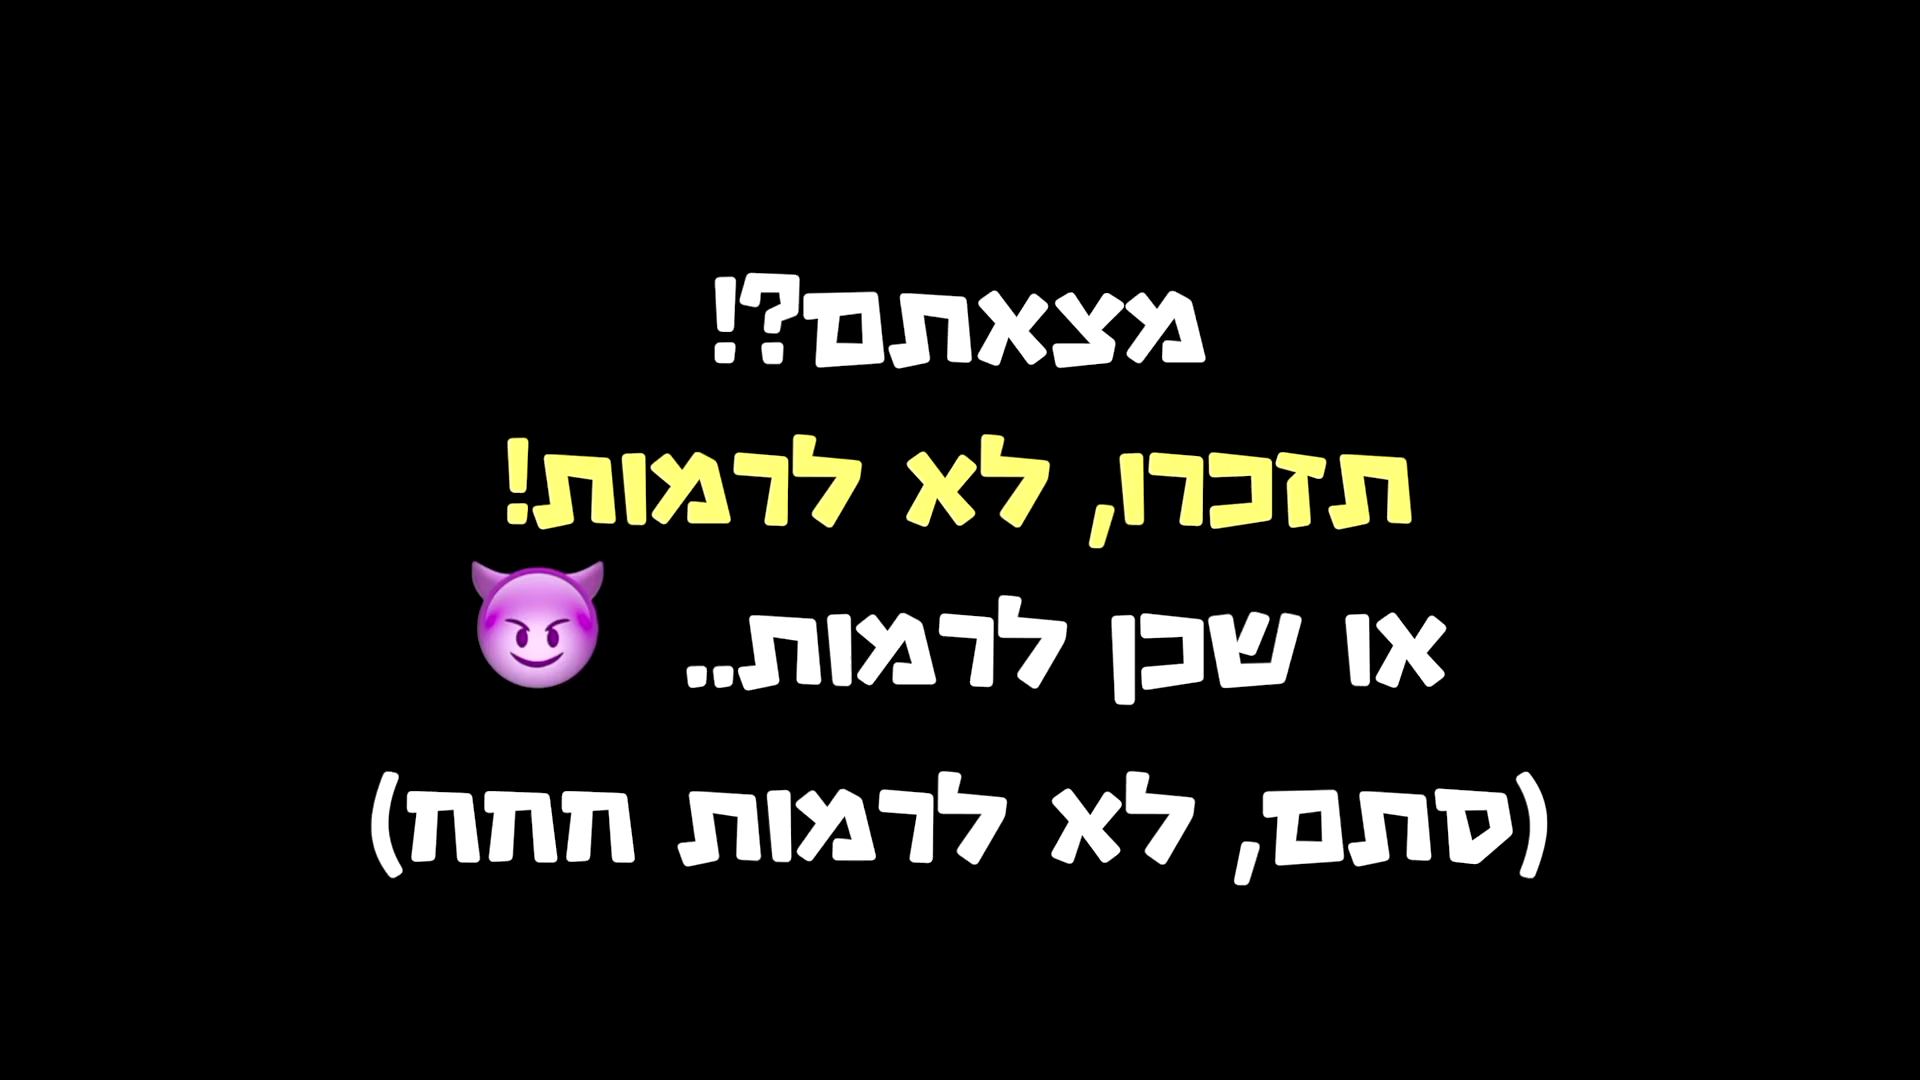 מצאתם?!
תזכרו, לא לרמות!
או שכן לרמות.. 😈
(סתם, לא לרמות חחח)